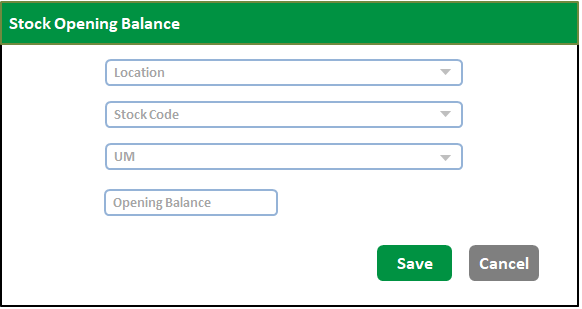 Stock Opening Balance
Location
Stock Code
UM
Opening Balance
Save Cancel